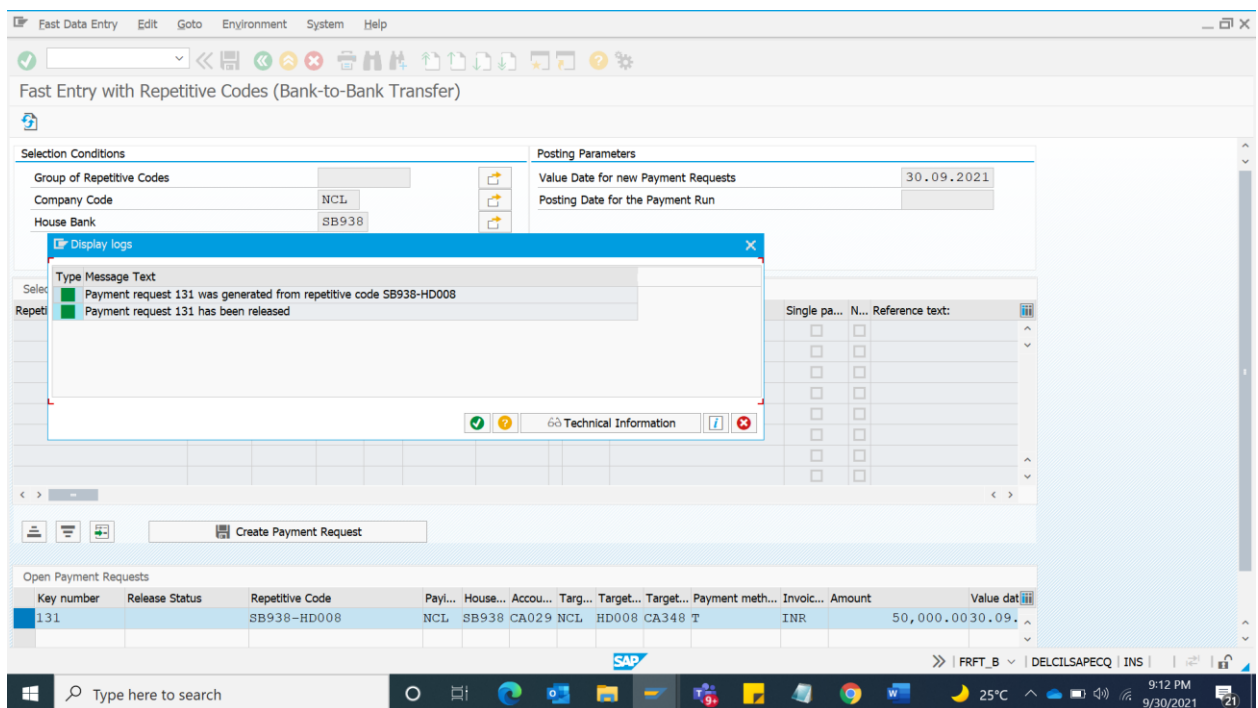 Fast Data Entry Edit Goto Environment System Help
Fast Entry with Repetitive Codes (Bank-to-Bank Transfer)
Selection Conditions Posting Parameters
Group of Repetitive Codes Value Date for new Payment Requests 30.09.2021
Company Code NCL Posting Date for the Payment Run
House Bank SB938
Display logs
Type Message Text
Selec Payment request 131 was generated from repetitive code SB938-HD008
Repeti Payment request 131 has been released Single pa... N... Reference text:
Technical Information
Create Payment Request
Open Payment Requests
Key number Release Status Repetitive Code Payi... House... Accou... Targ... Target... Target... Payment meth... Invoic... Amount Value dat
131 SB938-HD008 NCL SB938 CA029 NCL HD008 CA348 T INR 50,000.00 30.09.
SAP FRFT_B DELCILSAPECQ INS
Type here to search 9+ 25°C 9:12 PM
9/30/2021 21